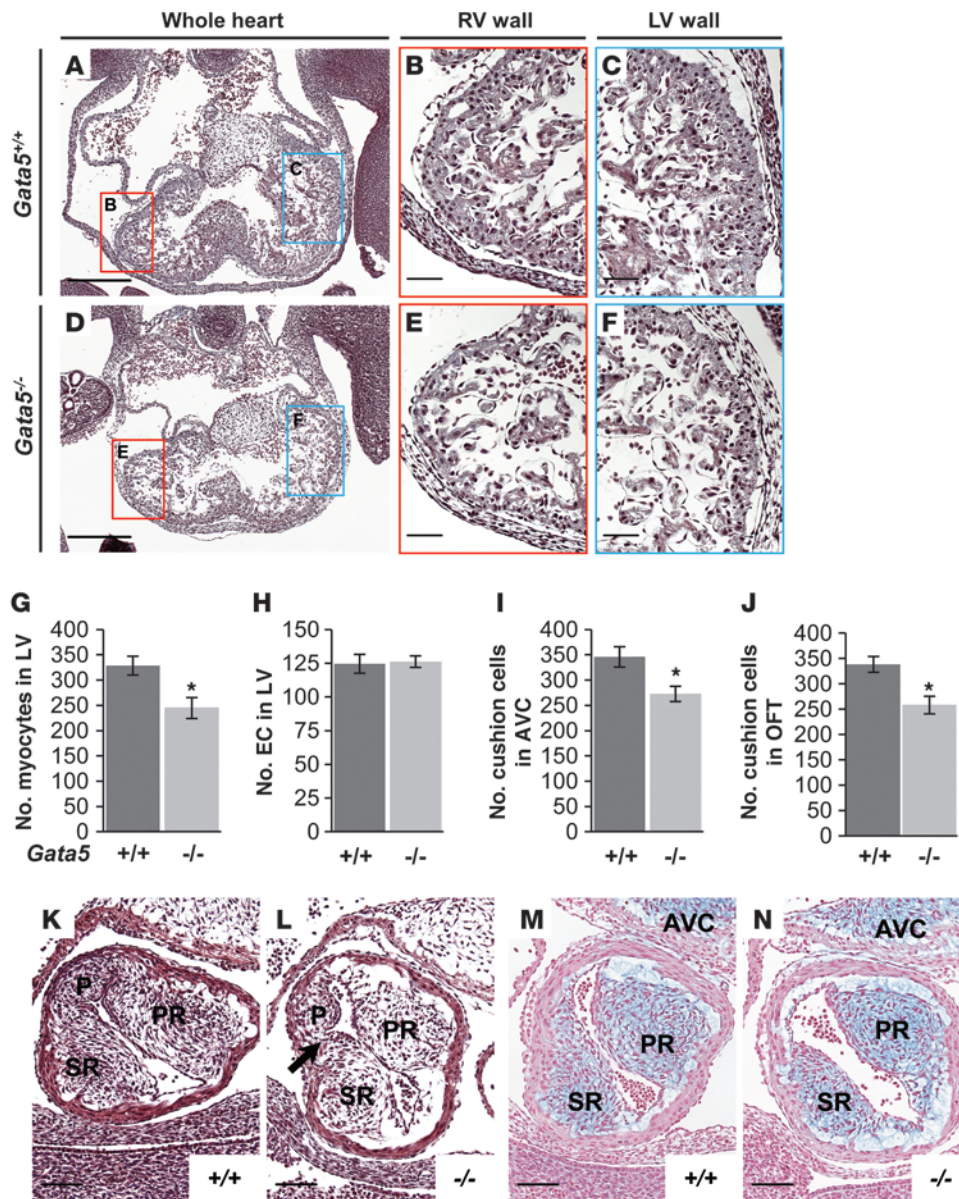 Whole heart RV wall LV wall
Gata5+/+
A B C
B C
Gata5-/-
D E F
E F
G H I J
No. myocytes in LV
400
350
300
250
200
150
100
50
0
*
No. EC in LV
150
125
100
75
50
25
0
No. cushion cells
in AVC
400
350
300
250
200
150
100
50
0
*
No. cushion cells
in OFT
400
350
300
250
200
150
100
50
0
*
Gata5 +/+ -/- +/+ -/- +/+ -/- +/+ -/-
K L M N
AVC AVC
P PR P PR PR PR
SR SR SR SR
+/+ -/- +/+ -/-